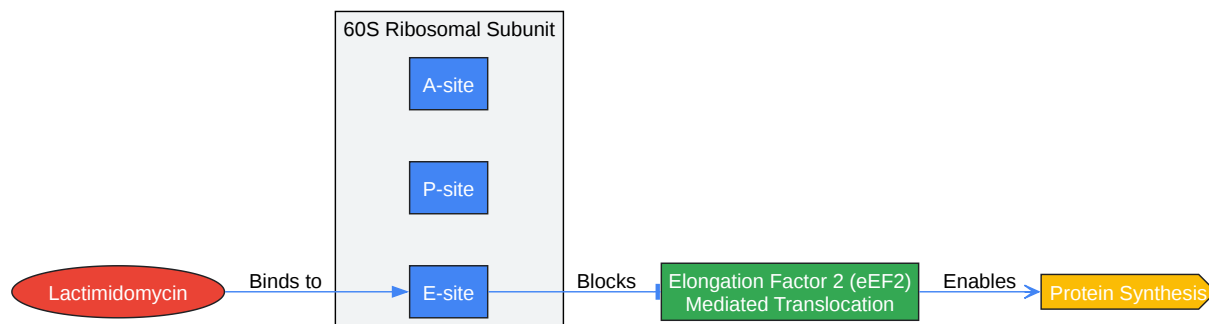 60S Ribosomal Subunit
A-site
P-site
Lactimidomycin
Binds to
E-site
Blocks
Elongation Factor 2 (eEF2)
Mediated Translocation
Enables
Protein Synthesis